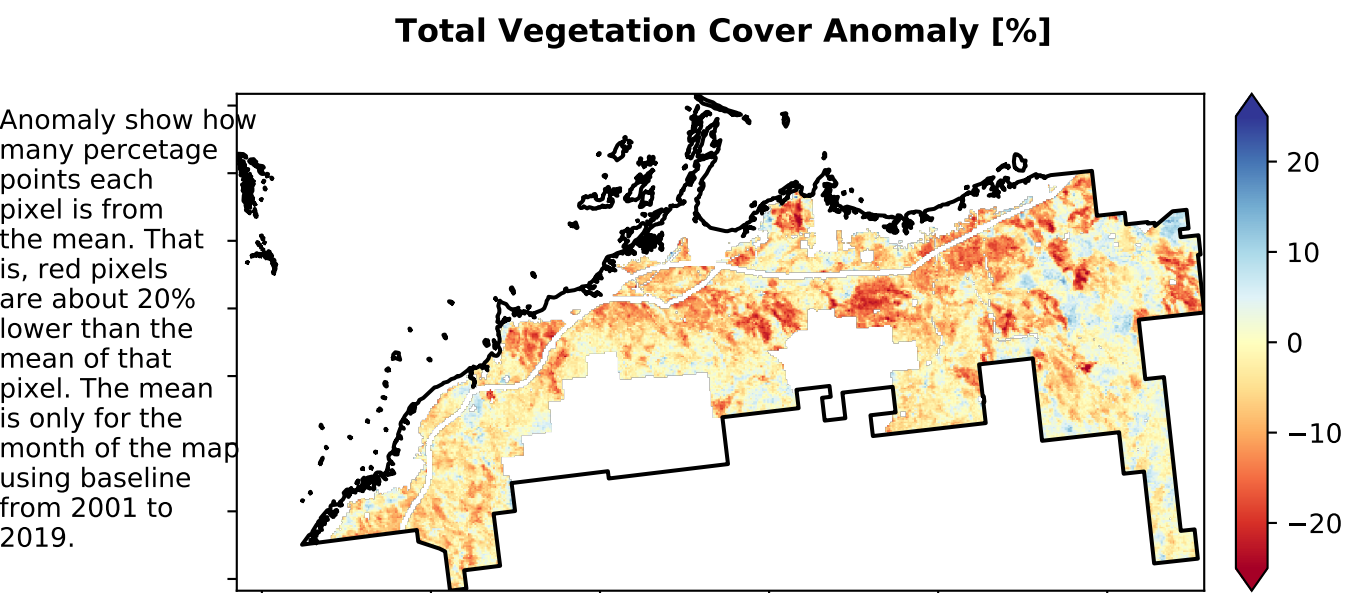 Total Vegetation Cover Anomaly [%]
Anomaly show how
many percetage
points each
pixel is from
the mean. That
is, red pixels
are about 20%
lower than the
mean of that
pixel. The mean
is only for the
month of the map
using baseline
from 2001 to
2019.
20
10
0
−10
−20